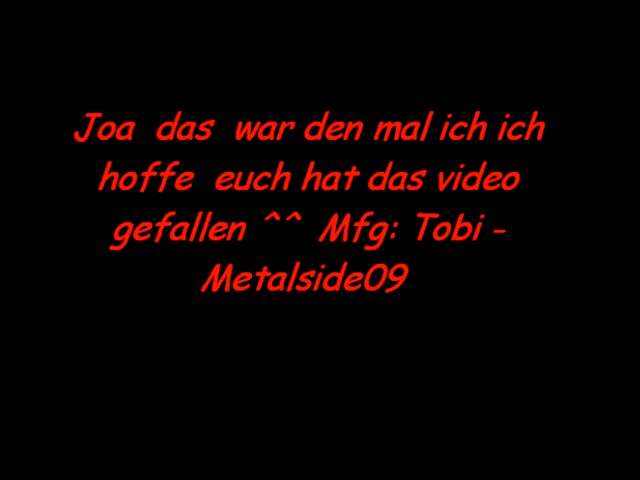 Joa das war den mal ich ich
hoffe euch hat das video
gefallen ^^ Mfg: Tobi -
Metalside09